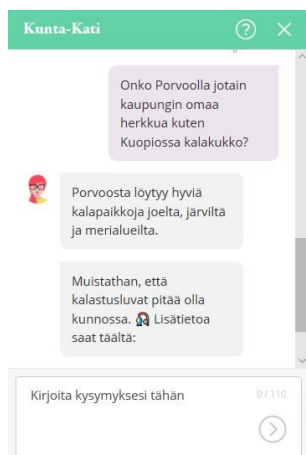 Kunta-Kati
Onko Porvoolla jotain
kaupungin omaa
herkkua kuten
Kuopiossa kalakukko?
Porvoosta löytyy hyviä
kalapaikkoja joelta, järviltä
ja merialueilta.
Muistathan, että
kalastusluvat pitää olla
kunnossa. Lisätietoa
saat täältä:
Kirjoita kysymyksesi tähän
0/110